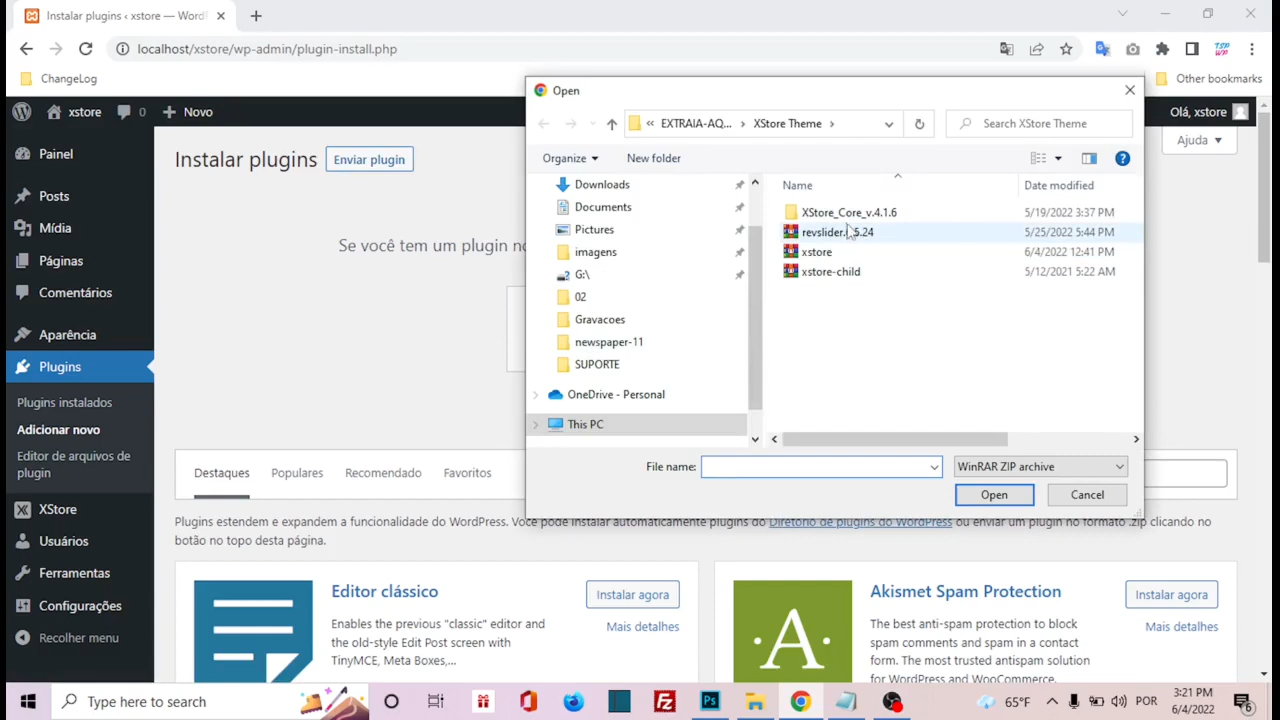 Instalar plugins ‹ xstore — WordF
localhost/xstore/wp-admin/plugin-install.php
ChangeLog
Other bookmarks
xstore
0
Novo
Olá, xstore
Painel
Posts
Mídia
Páginas
Comentários
Aparência
Plugins
Plugins instalados
Adicionar novo
Editor de arquivos de
plugin
XStore
Usuários
Ferramentas
Configurações
Recolher menu
Instalar plugins
Enviar plugin
Ajuda
Se você tem um plugin no
Open
« EXTRAIA-AQ... › XStore Theme ›
Search XStore Theme
Organize
New folder
Downloads
Documents
Pictures
imagens
G:\
02
Gravacoes
newspaper-11
SUPORTE
OneDrive - Personal
This PC
Name
Date modified
XStore_Core_v.4.1.6
5/19/2022 3:37 PM
5/25/2022 5:44 PM
xstore
6/4/2022 12:41 PM
xstore-child
5/12/2021 5:22 AM
File name:
WinRAR ZIP archive
Open
Cancel
Destaques
Populares
Recomendado
Favoritos
Plugins estendem e expandem a funcionalidade do WordPress. Você pode instalar automaticamente plugins do Diretório de plugins do WordPress ou enviar um plugin no formato .zip clicando no
botão no topo desta página.
Editor clássico
Instalar agora
Enables the previous "classic" editor and
the old-style Edit Post screen with
TinyMCE, Meta Boxes,...
Mais detalhes
·A·
Akismet Spam Protection
Instalar agora
The best anti-spam protection to block
spam comments and spam in a contact
form. The most trusted antispam solution
for WordPress and WooCommerce.
Mais detalhes
Type here to search
65°F
POR
3:21 PM
6/4/2022
6